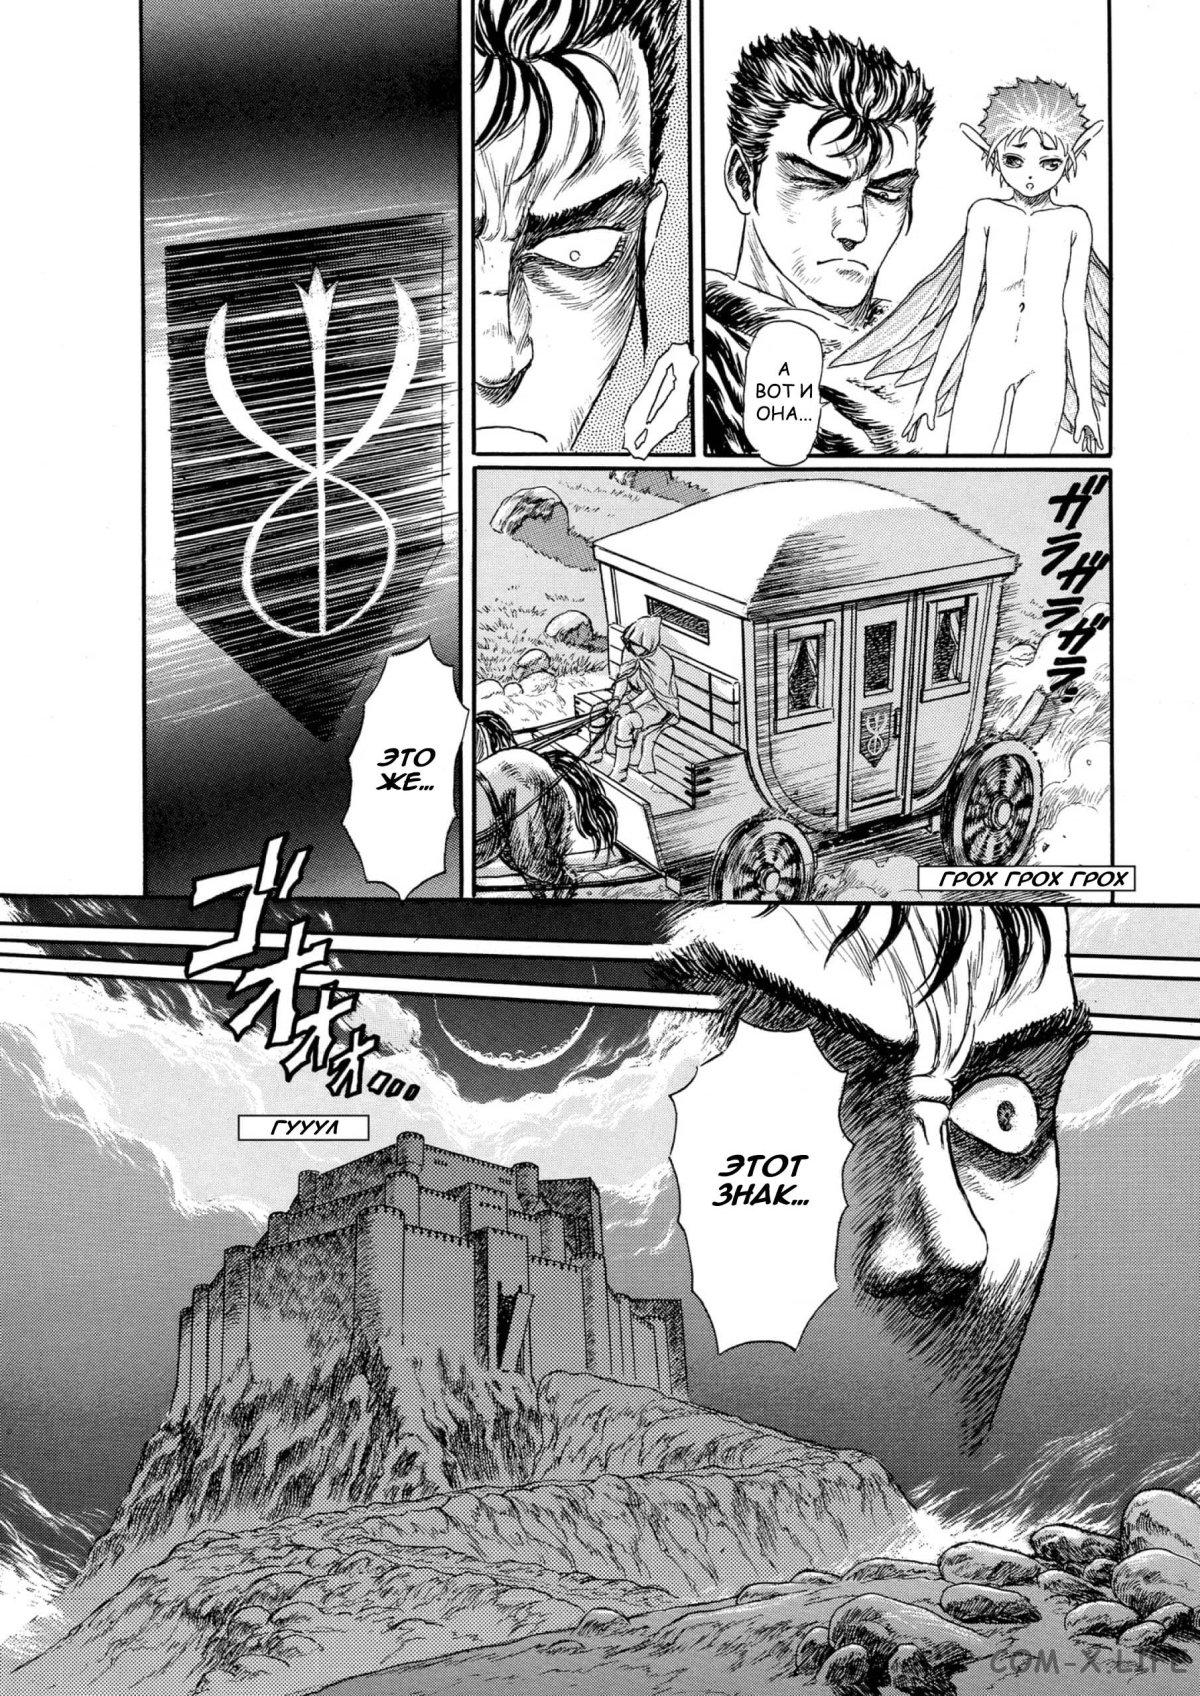 А
ВОТ И
ОНА...
ガラガラガラ
ГРОХ ГРОХ ГРОХ
ЭТО
ЖЕ...
ゴオオオオ...
ГУУУЛ
ЭТОТ
ЗНАК...
COM-X.LIFE